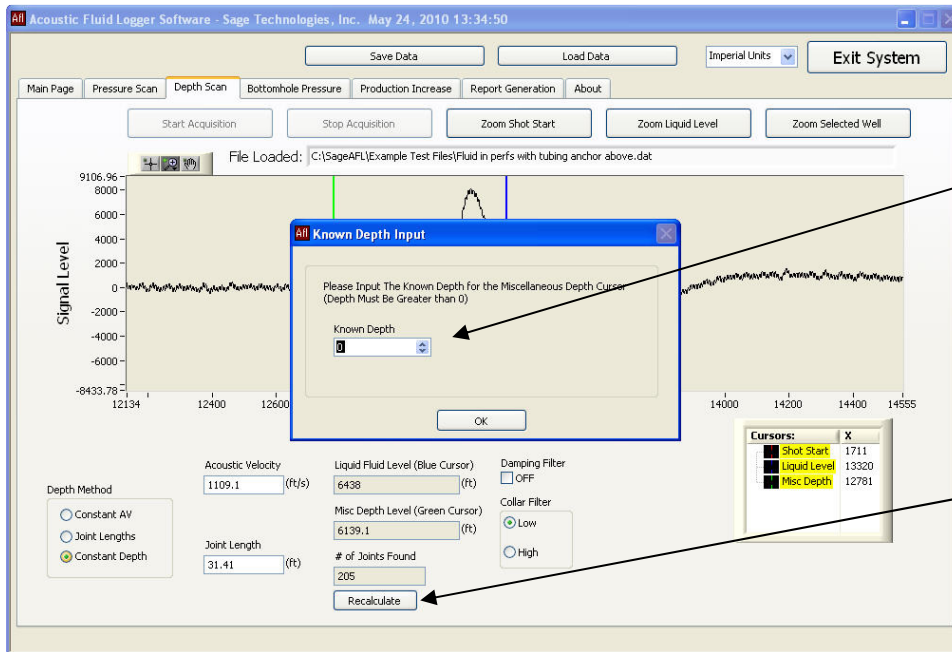 Afl Acoustic Fluid Logger Software - Sage Technologies, Inc. May 24, 2010 13:34:50
Save Data Load Data Imperial Units Exit System
Main Page Pressure Scan Depth Scan Bottomhole Pressure Production Increase Report Generation About
Start Acquisition Stop Acquisition Zoom Shot Start Zoom Liquid Level Zoom Selected Well
File Loaded: C:\SageAFL\Example Test Files\Fluid in perfs with tubing anchor above.dat
Signal Level
9106.96
8000
6000
4000
2000
0
-2000
-4000
-6000
-8433.78
12134 12400 12600 14000 14200 14400 14555
Afl Known Depth Input
Please Input The Known Depth for the Miscellaneous Depth Cursor
(Depth Must Be Greater than 0)
Known Depth
0
OK
Cursors: X
Shot Start 1711
Liquid Level 13320
Misc Depth 12781
Depth Method
Constant AV
Joint Lengths
Constant Depth
Acoustic Velocity
1109.1 (ft/s)
Joint Length
31.41 (ft)
Liquid Fluid Level (Blue Cursor)
6438 (ft)
Misc Depth Level (Green Cursor)
6139.1 (ft)
# of Joints Found
205
Recalculate
Damping Filter
OFF
Collar Filter
Low
High